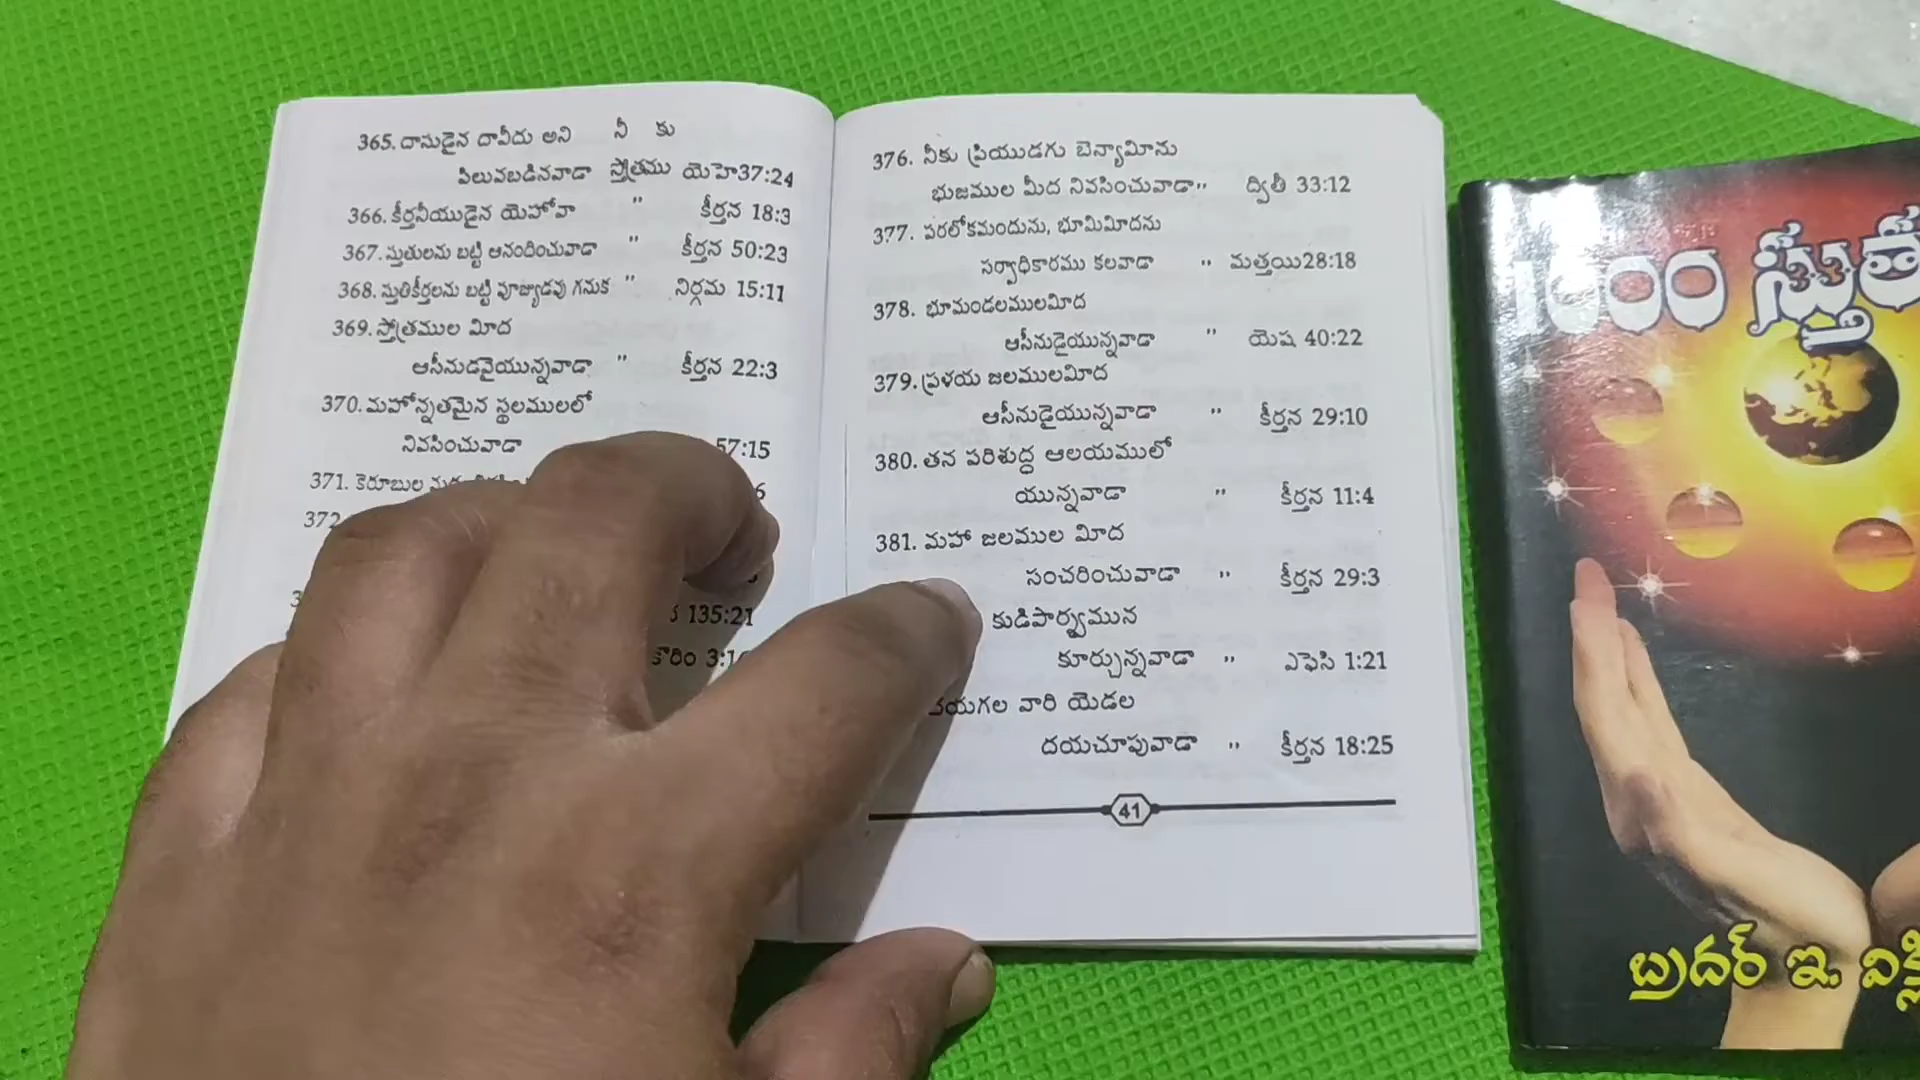 365. దాసుడైన దావీదు అని నీ కు
పిలువబడినవాడా స్తోత్రము యెహె37:24
366. కీర్తనీయుడైన యెహోవా " కీర్తన 18:3
367. స్తుతులను బట్టి ఆనందించువాడా " కీర్తన 50:23
368. స్తుతికీర్తలను బట్టి పూజ్యుడవు గనుక " నిర్గమ 15:11
369. స్తోత్రముల మీద
ఆసీనుడవైయున్నవాడా " కీర్తన 22:3
370. మహోన్నతమైన స్థలములలో
నివసించువాడా 57:15
371. కెరూబుల
372
135:21
కొరిం
376. నీకు ప్రియుడగు బెన్యామీను
భుజముల మీద నివసించువాడా" ద్వితీ 33:12
377. పరలోకమందును, భూమిమీదను
సర్వాధికారము కలవాడా " మత్తయి28:18
378. భూమండలములమీద
ఆసీనుడైయున్నవాడా " యెష 40:22
379. ప్రళయ జలములమీద
ఆసీనుడైయున్నవాడా " కీర్తన 29:10
380. తన పరిశుద్ధ ఆలయములో
యున్నవాడా " కీర్తన 11:4
381. మహా జలముల మీద
సంచరించువాడా " కీర్తన 29:3
కుడిపార్శ్వమున
కూర్చున్నవాడా " ఎఫెసి 1:21
వారి యెడల
దయచూపువాడా " కీర్తన 18:25
41
బ్రదర్ ఇ.